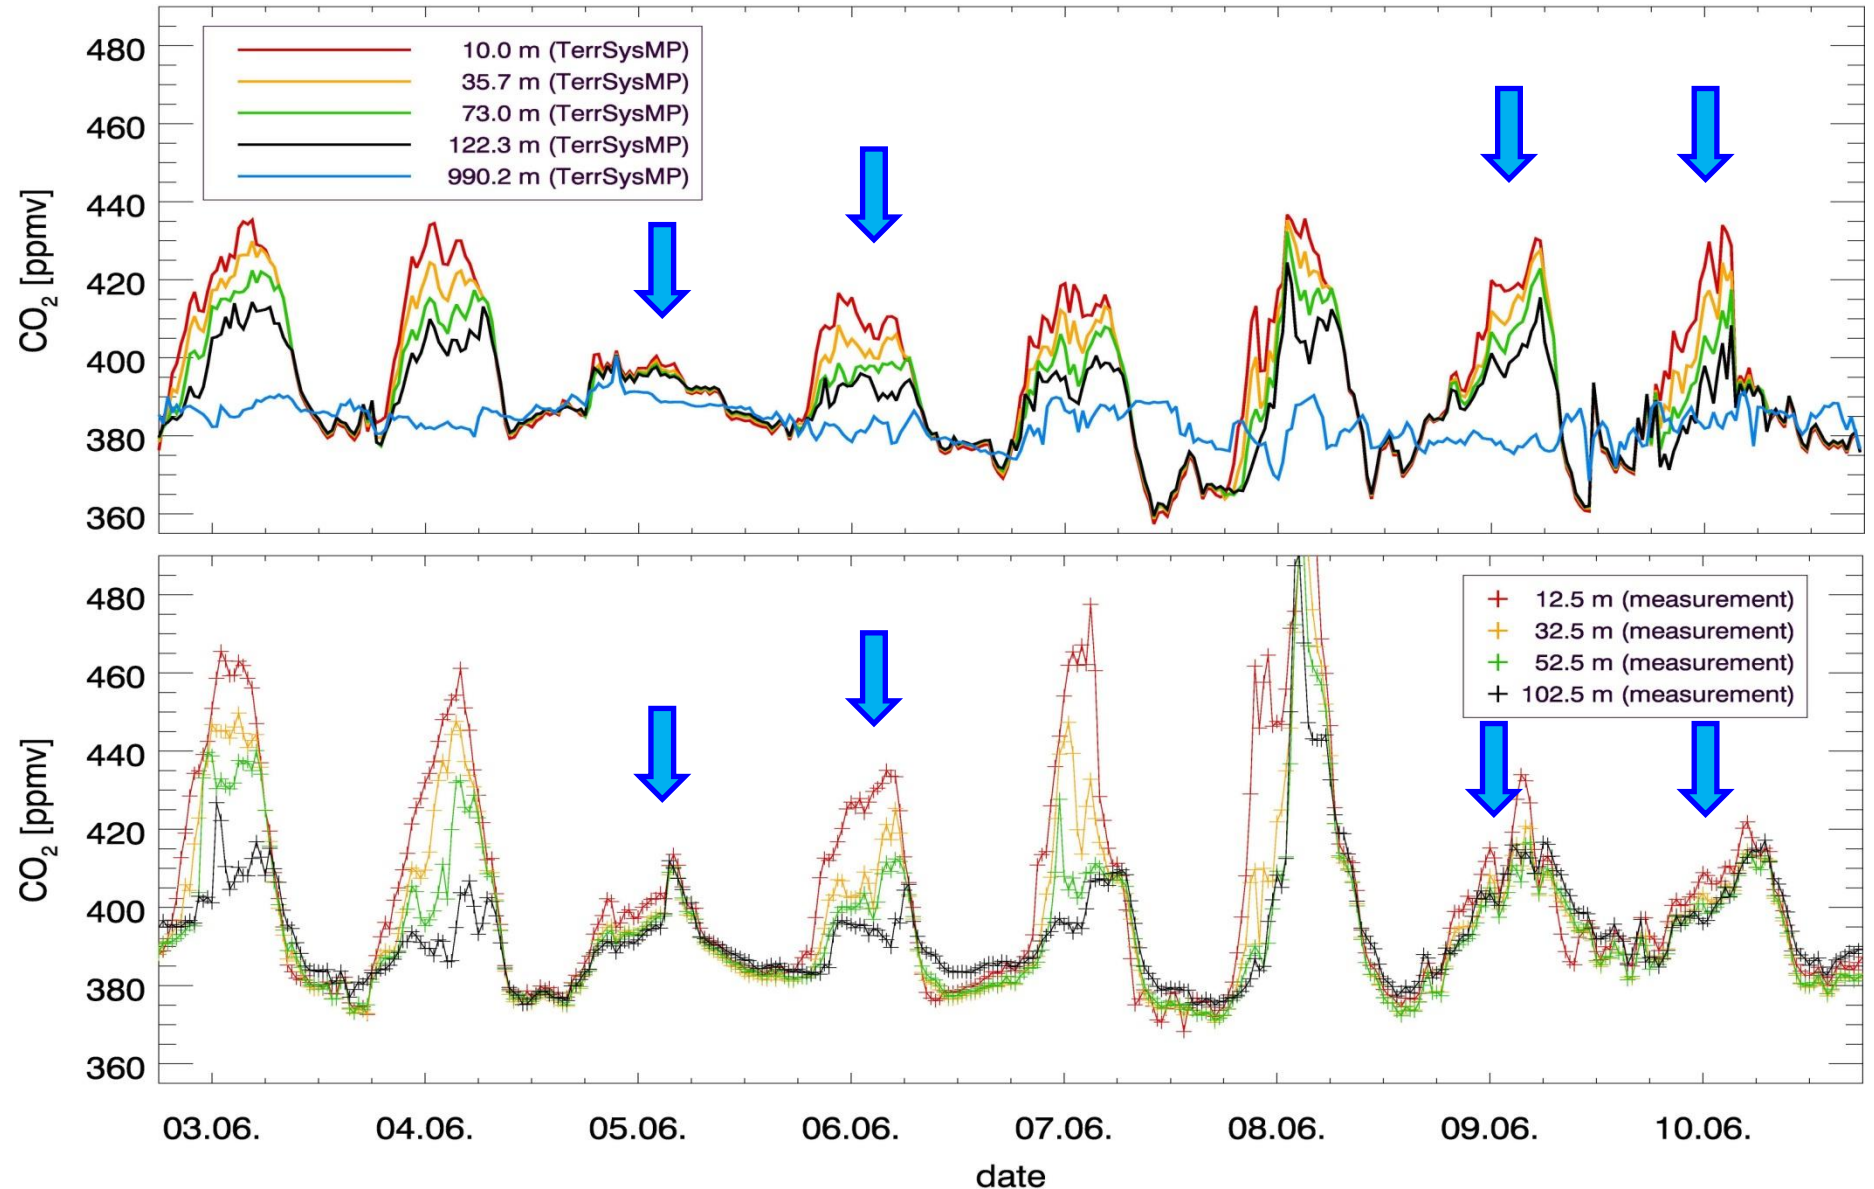 480
460
440
420
400
380
360
CO2 [ppmv]
10.0 m (TerrSysMP)
35.7 m (TerrSysMP)
73.0 m (TerrSysMP)
122.3 m (TerrSysMP)
990.2 m (TerrSysMP)
480
460
440
420
400
380
360
CO2 [ppmv]
12.5 m (measurement)
32.5 m (measurement)
52.5 m (measurement)
102.5 m (measurement)
03.06. 04.06. 05.06. 06.06. 07.06. 08.06. 09.06. 10.06.
date